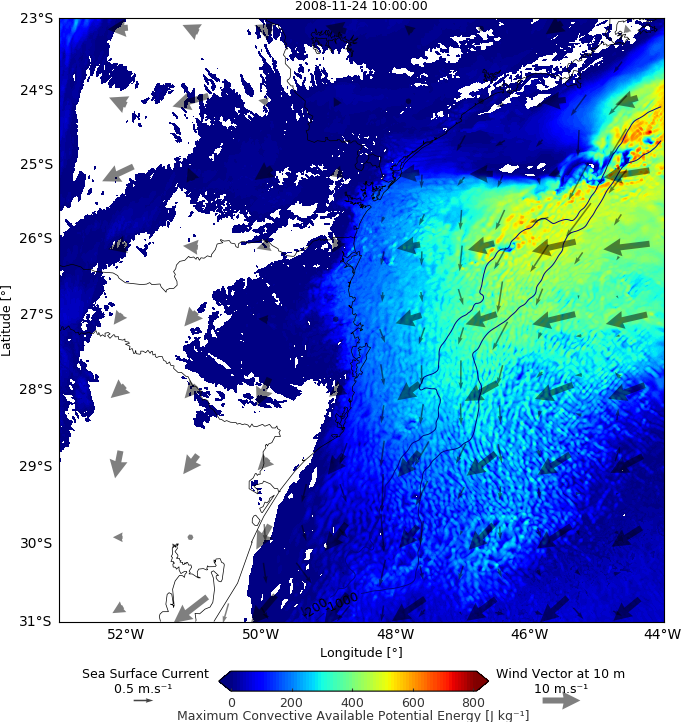 2008-11-24 10:00:00
23°S
24°S
25°S
26°S
27°S
28°S
29°S
30°S
31°S
Latitude [°]
200
1000
52°W
50°W
48°W
46°W
44°W
Longitude [°]
Sea Surface Current
0.5 m.s⁻¹
Wind Vector at 10 m
10 m.s⁻¹
0
200
400
600
800
Maximum Convective Available Potential Energy [J kg⁻¹]